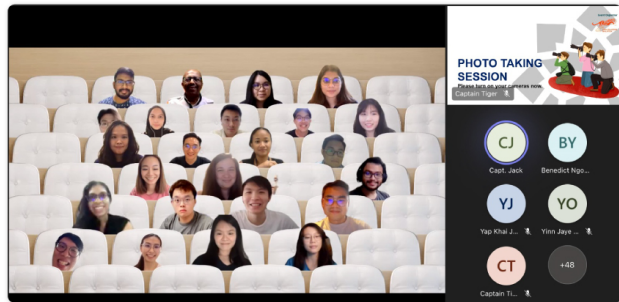 PHOTO TAKING
SESSION
Please turn on your cameras now
Captain Tiger
CJ
BY
Capt. Jack
Benedict Ngo...
YJ
YO
Yap Khai J...
Yinn Jaye ...
CT
+48
Captain Ti...